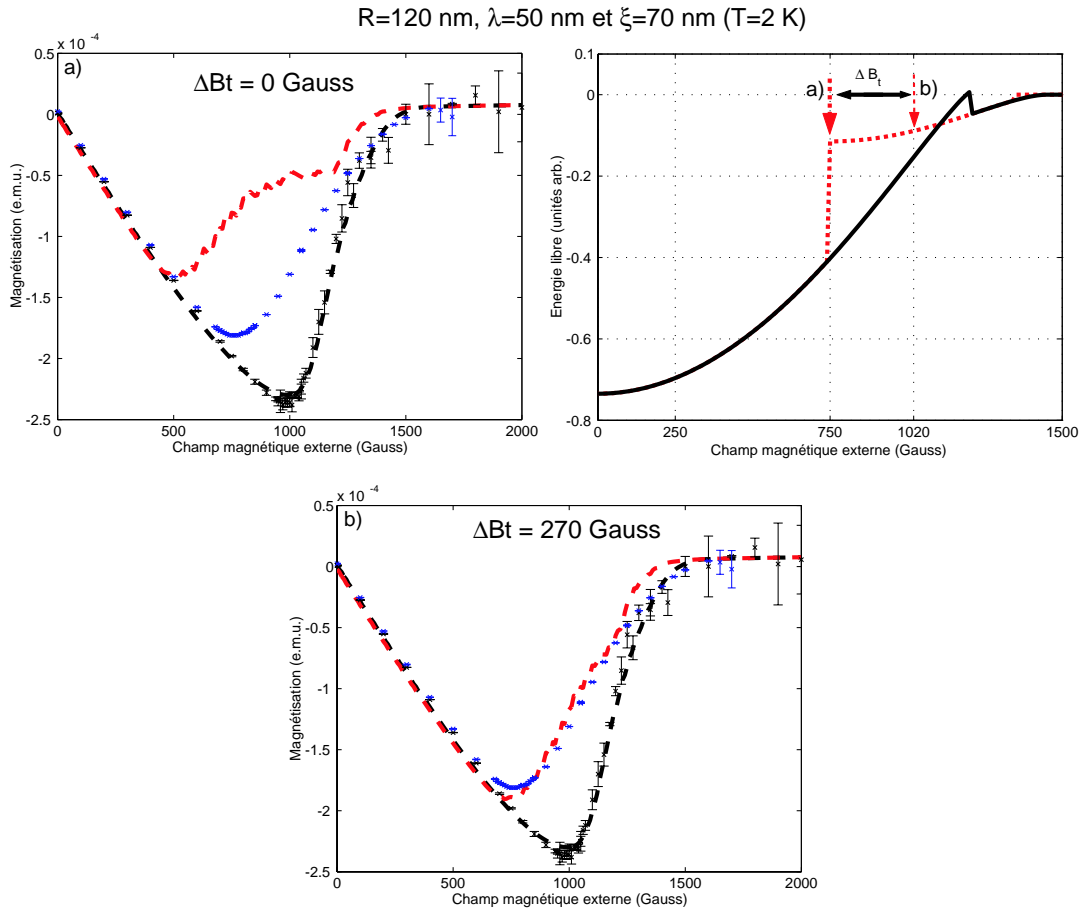 R=120 nm, λ=50 nm et ξ=70 nm (T=2 K)
x 10 -4
a)
ΔBt = 0 Gauss
0.5
0
-0.5
-1
-1.5
-2
-2.5
Magnétisation (e.m.u.)
0 500 1000 1500 2000
Champ magnétique externe (Gauss)
0.1
0
-0.2
-0.4
-0.6
-0.8
Energie libre (unités arb.)
a)
Δ Bt
b)
0 250 750 1020 1500
Champ magnétique externe (Gauss)
x 10 -4
b)
ΔBt = 270 Gauss
0.5
0
-0.5
-1
-1.5
-2
-2.5
Magnétisation (e.m.u.)
0 500 1000 1500 2000
Champ magnétique externe (Gauss)